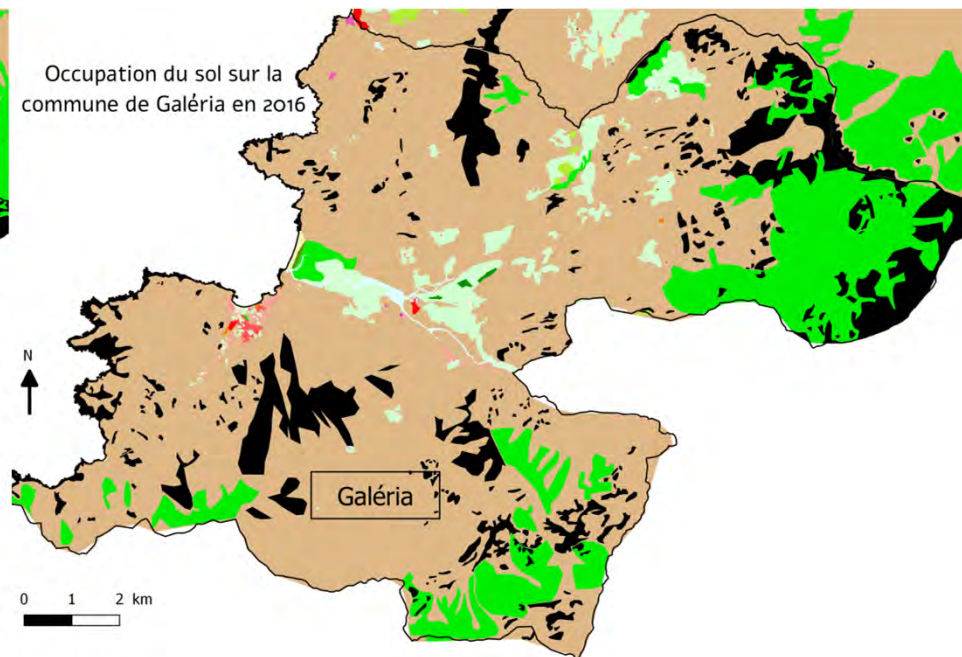 Occupation du sol sur la
commune de Galéria en 2016
N
Galéria
0 1 2 km